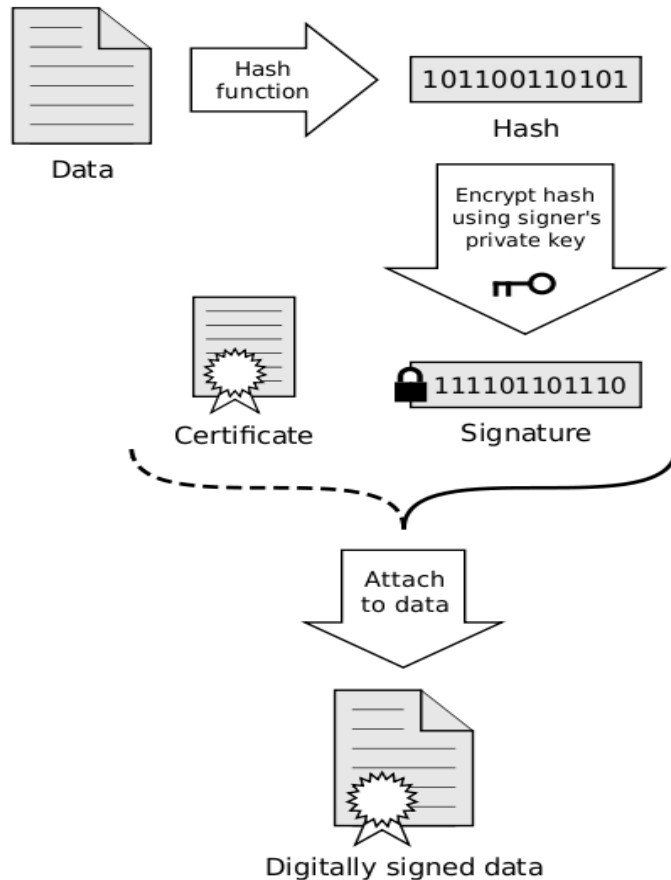 Hash
function
101100110101
Hash
Data
Encrypt hash
using signer's
private key
111101101110
Certificate
Signature
Attach
to data
Digitally signed data